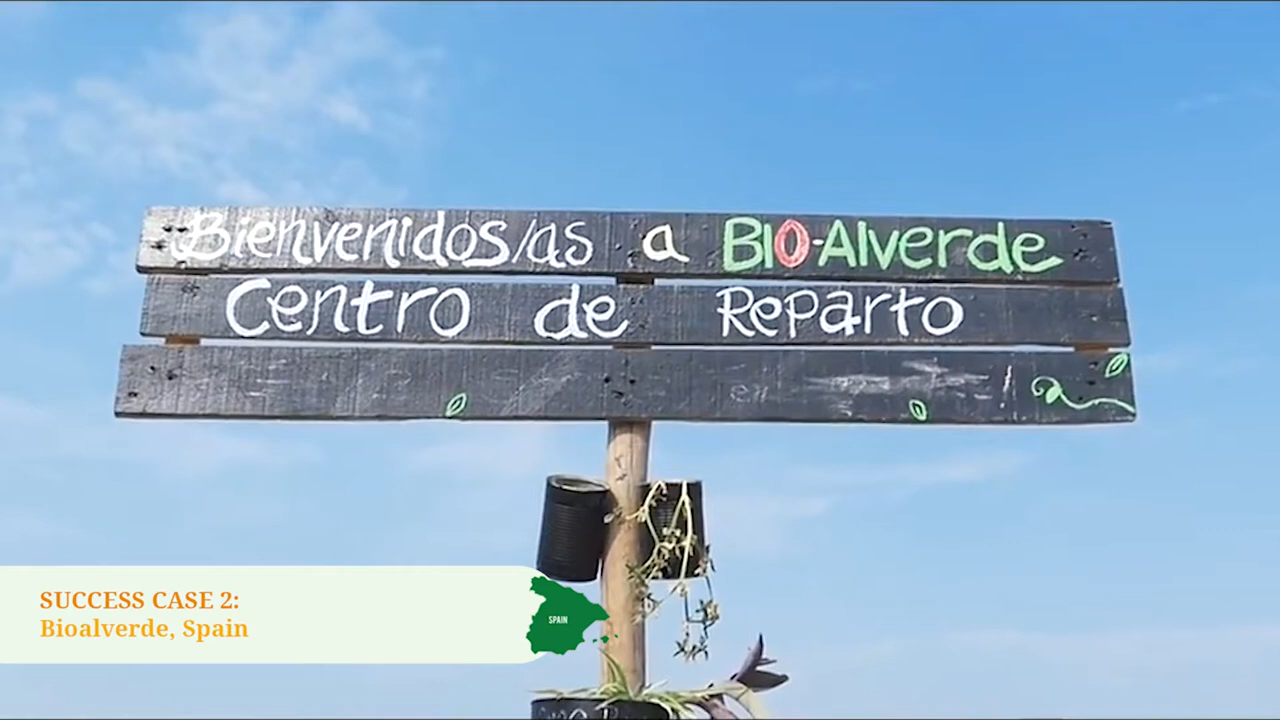 Bienvenidos/as a BIO-Alverde
Centro de Reparto
SUCCESS CASE 2:
Bioalverde, Spain
SPAIN